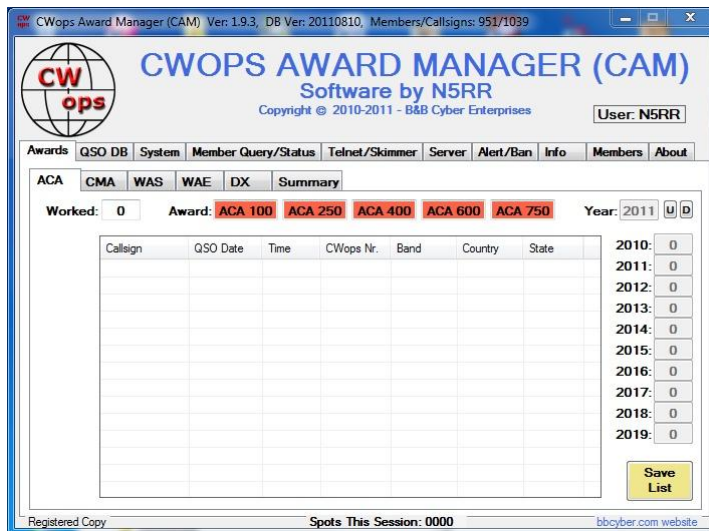 CWops Award Manager (CAM) Ver: 1.9.3, DB Ver: 20110810, Members/Callsigns: 951/1039
CW
ops
CWOPS AWARD MANAGER (CAM)
Software by N5RR
Copyright © 2010-2011 - B&B Cyber Enterprises
User: N5RR
Awards QSO DB System Member Query/Status Telnet/Skimmer Server Alert/Ban Info Members About
ACA CMA WAS WAE DX Summary
Worked: 0 Award: ACA 100 ACA 250 ACA 400 ACA 600 ACA 750 Year: 2011 U D
Callsign QSO Date Time CWops Nr. Band Country State
2010: 0
2011: 0
2012: 0
2013: 0
2014: 0
2015: 0
2016: 0
2017: 0
2018: 0
2019: 0
Save
List
Registered Copy Spots This Session: 0000 bbcyber.com website